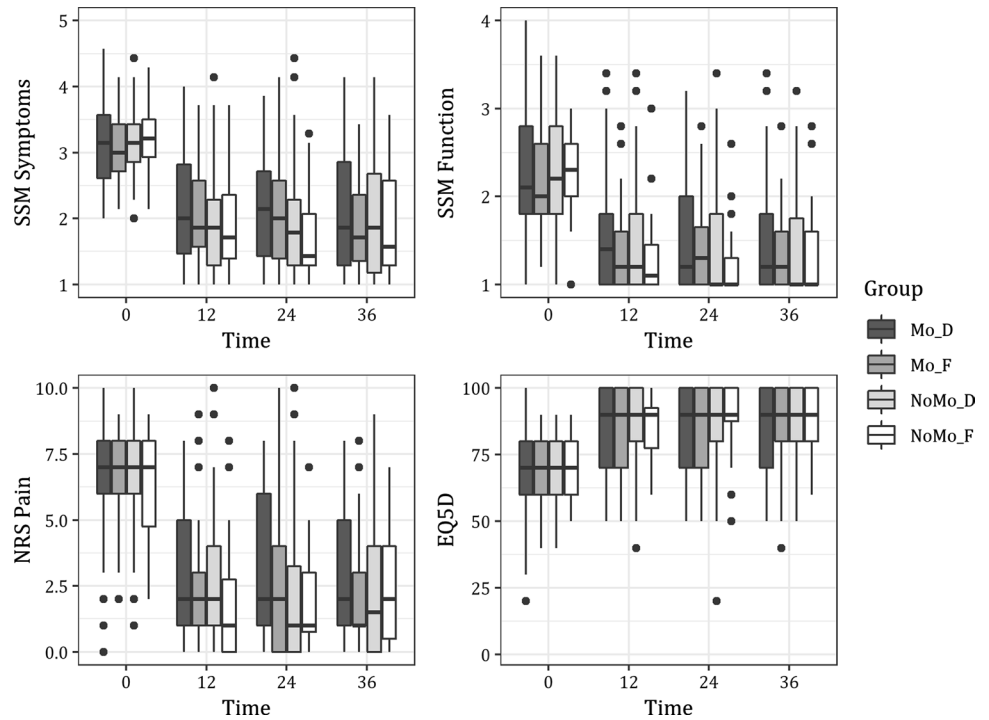 SSM Symptoms
5
4
3
2
1
0 12 24 36
Time
SSM Function
4
3
2
1
0 12 24 36
Time
NRS Pain
10.0
7.5
5.0
2.5
0.0
0 12 24 36
Time
EQ5D
100
75
50
25
0
0 12 24 36
Time
Group
Mo_D
Mo_F
NoMo_D
NoMo_F